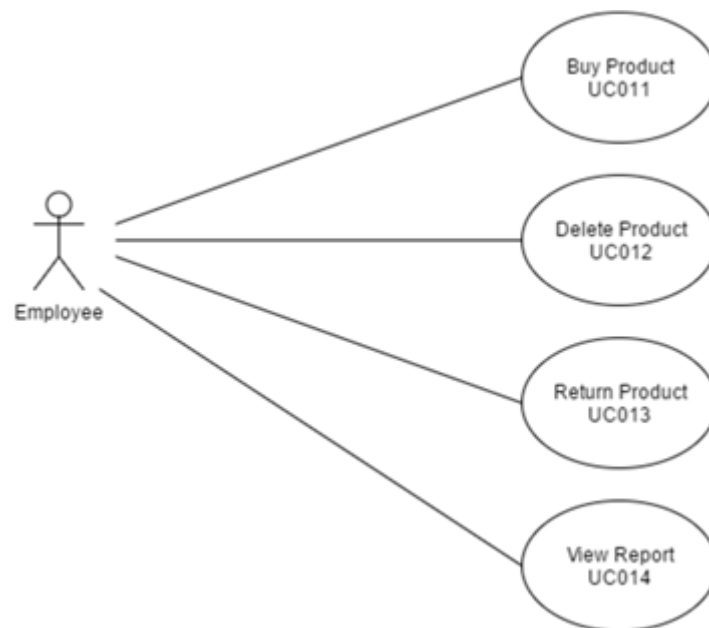 Buy Product
UC011
Delete Product
UC012
Employee
Return Product
UC013
View Report
UC014